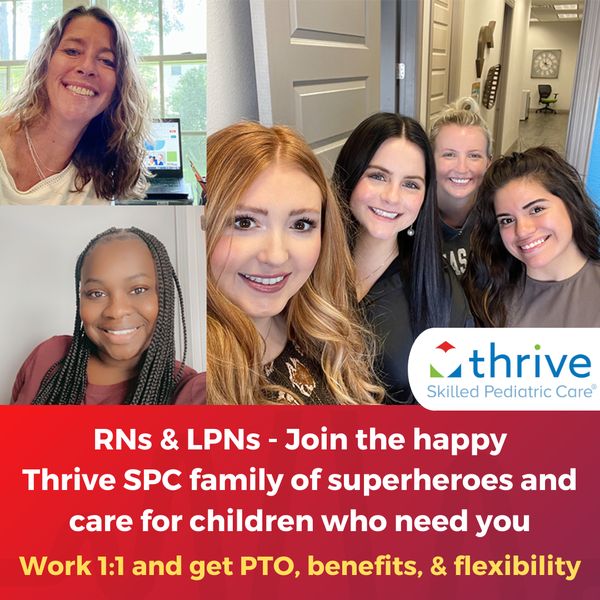 thrive
Skilled Pediatric Care®
RNs & LPNs - Join the happy
Thrive SPC family of superheroes and
care for children who need you
Work 1:1 and get PTO, benefits, & flexibility